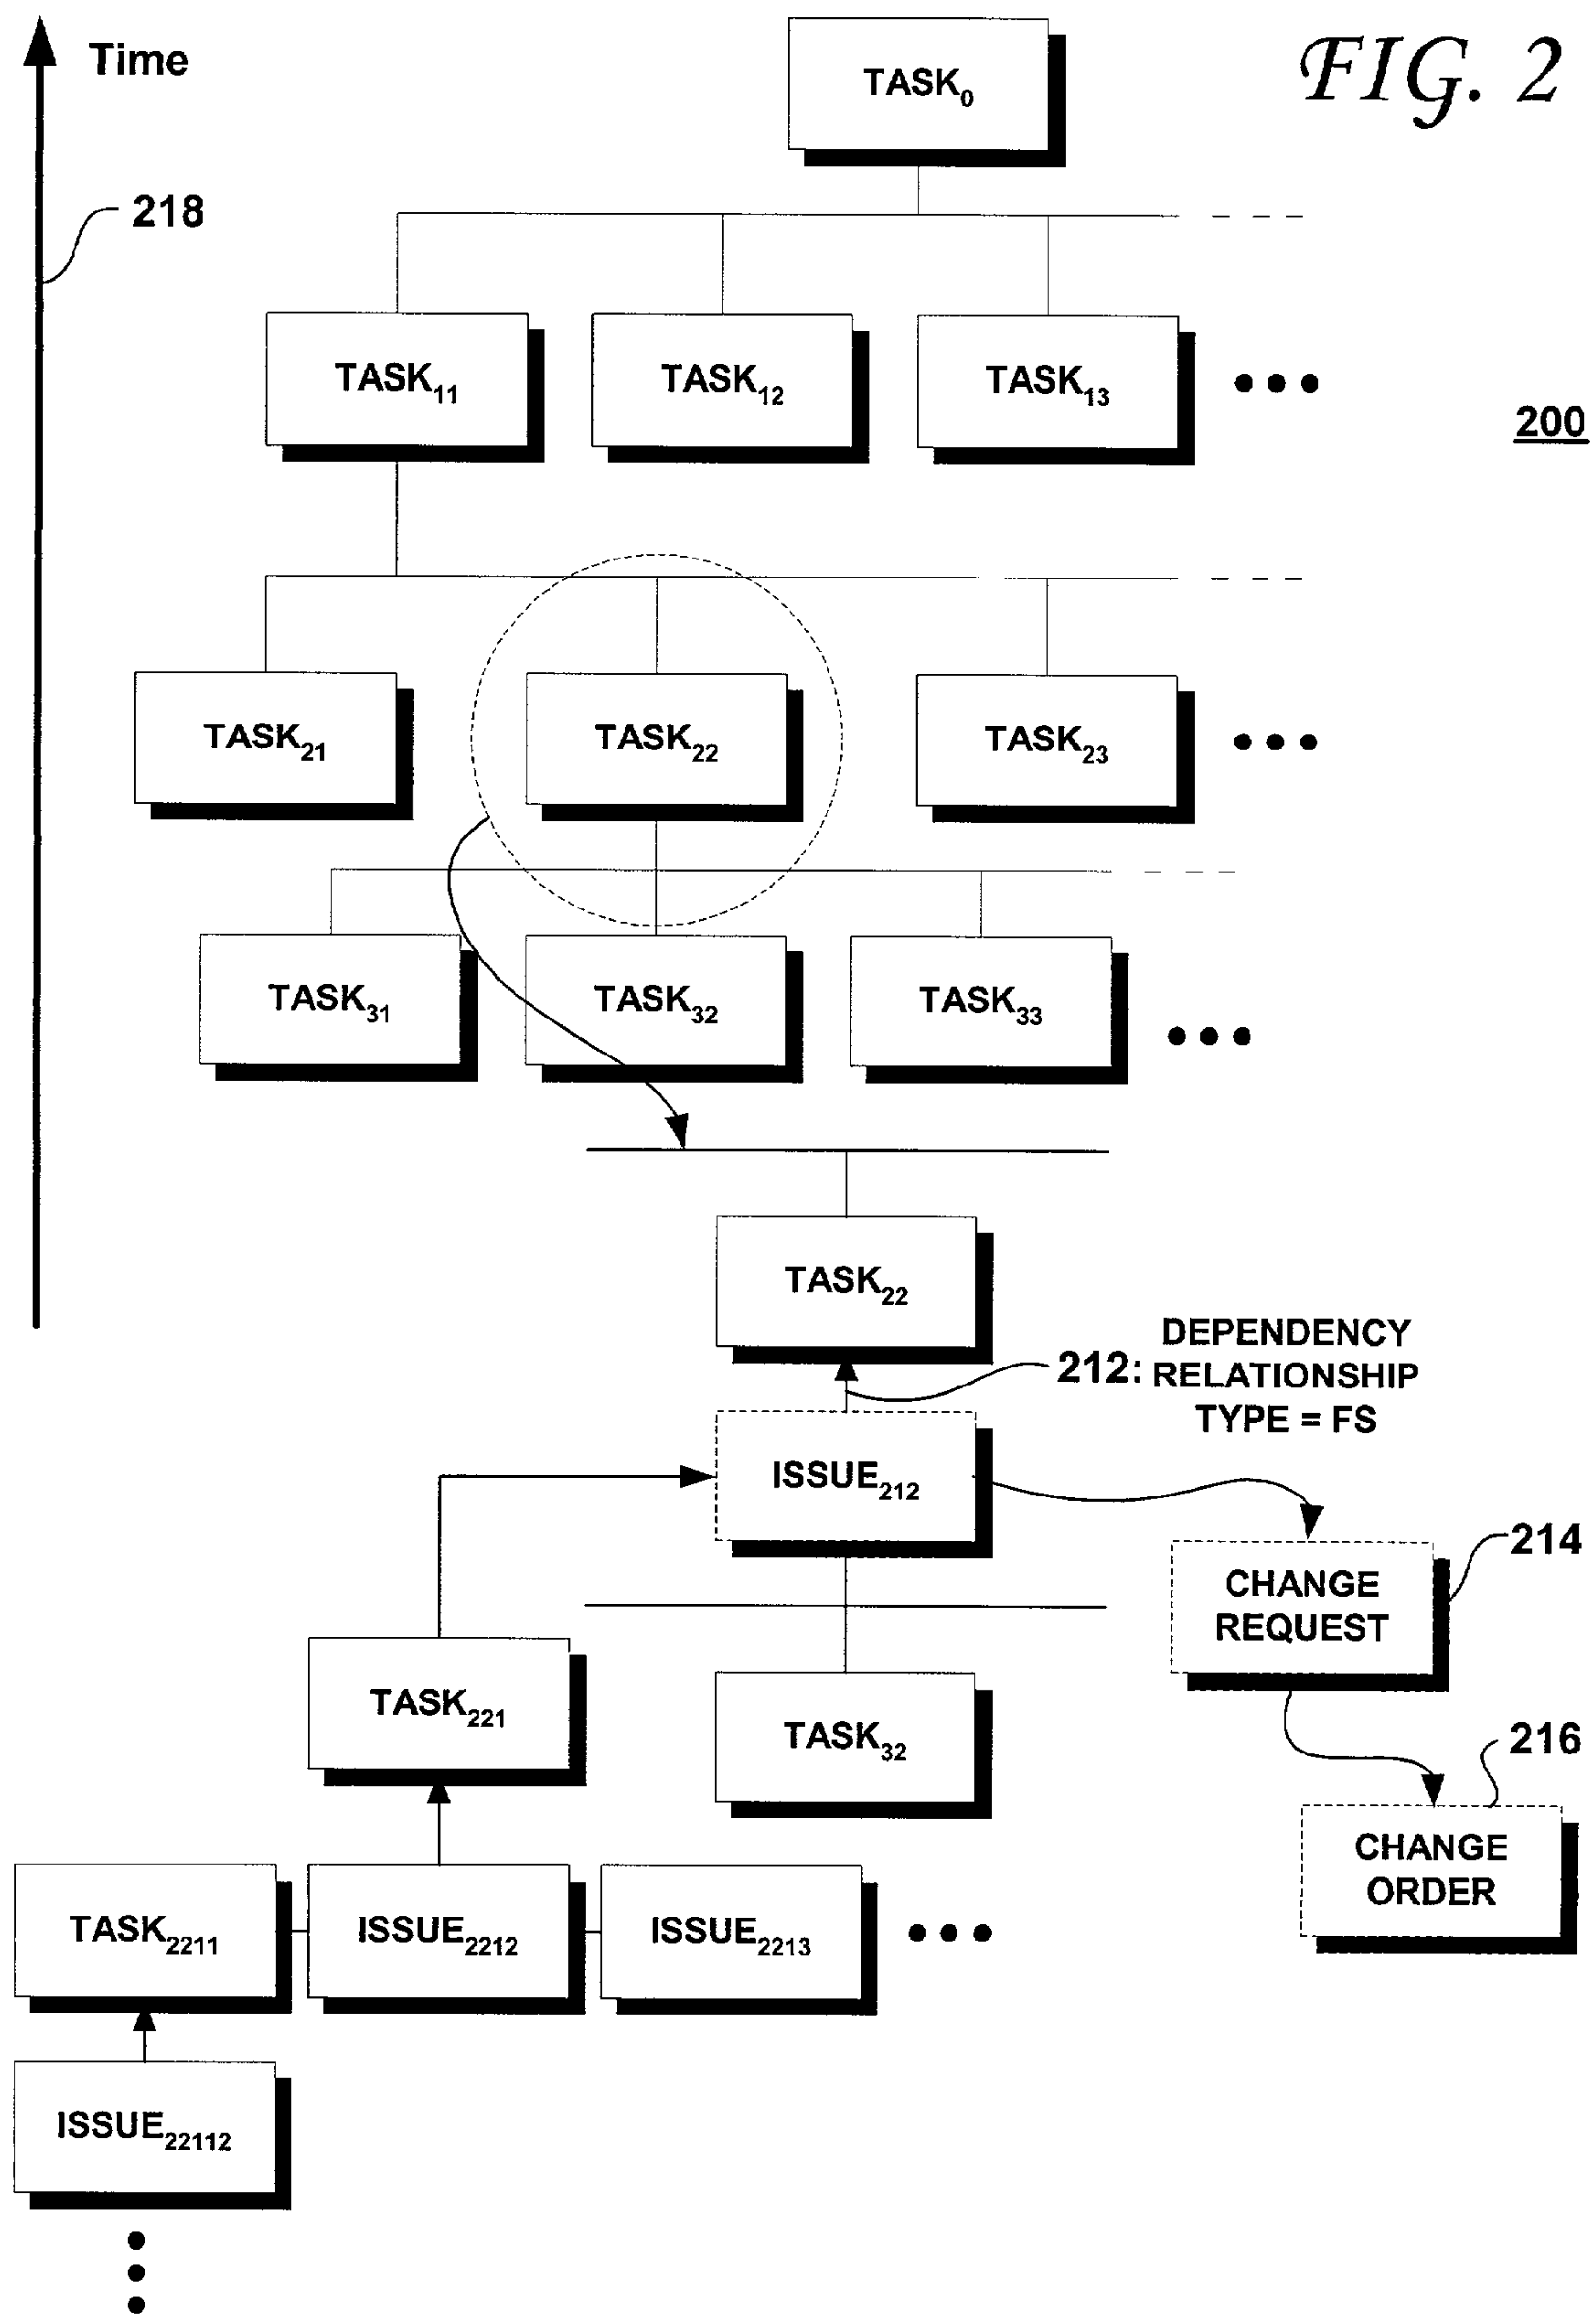 Time
FIG. 2
TASK₀
218
TASK₁₁
TASK₁₂
TASK₁₃
200
TASK₂₁
TASK₂₂
TASK₂₃
TASK₃₁
TASK₃₂
TASK₃₃
TASK₂₂
212: DEPENDENCY
RELATIONSHIP
TYPE = FS
ISSUE₂₁₂
214
CHANGE
REQUEST
TASK₂₂₁
TASK₃₂
216
CHANGE
ORDER
TASK₂₂₁₁
ISSUE₂₂₁₂
ISSUE₂₂₁₃
ISSUE₂₂₁₁₂